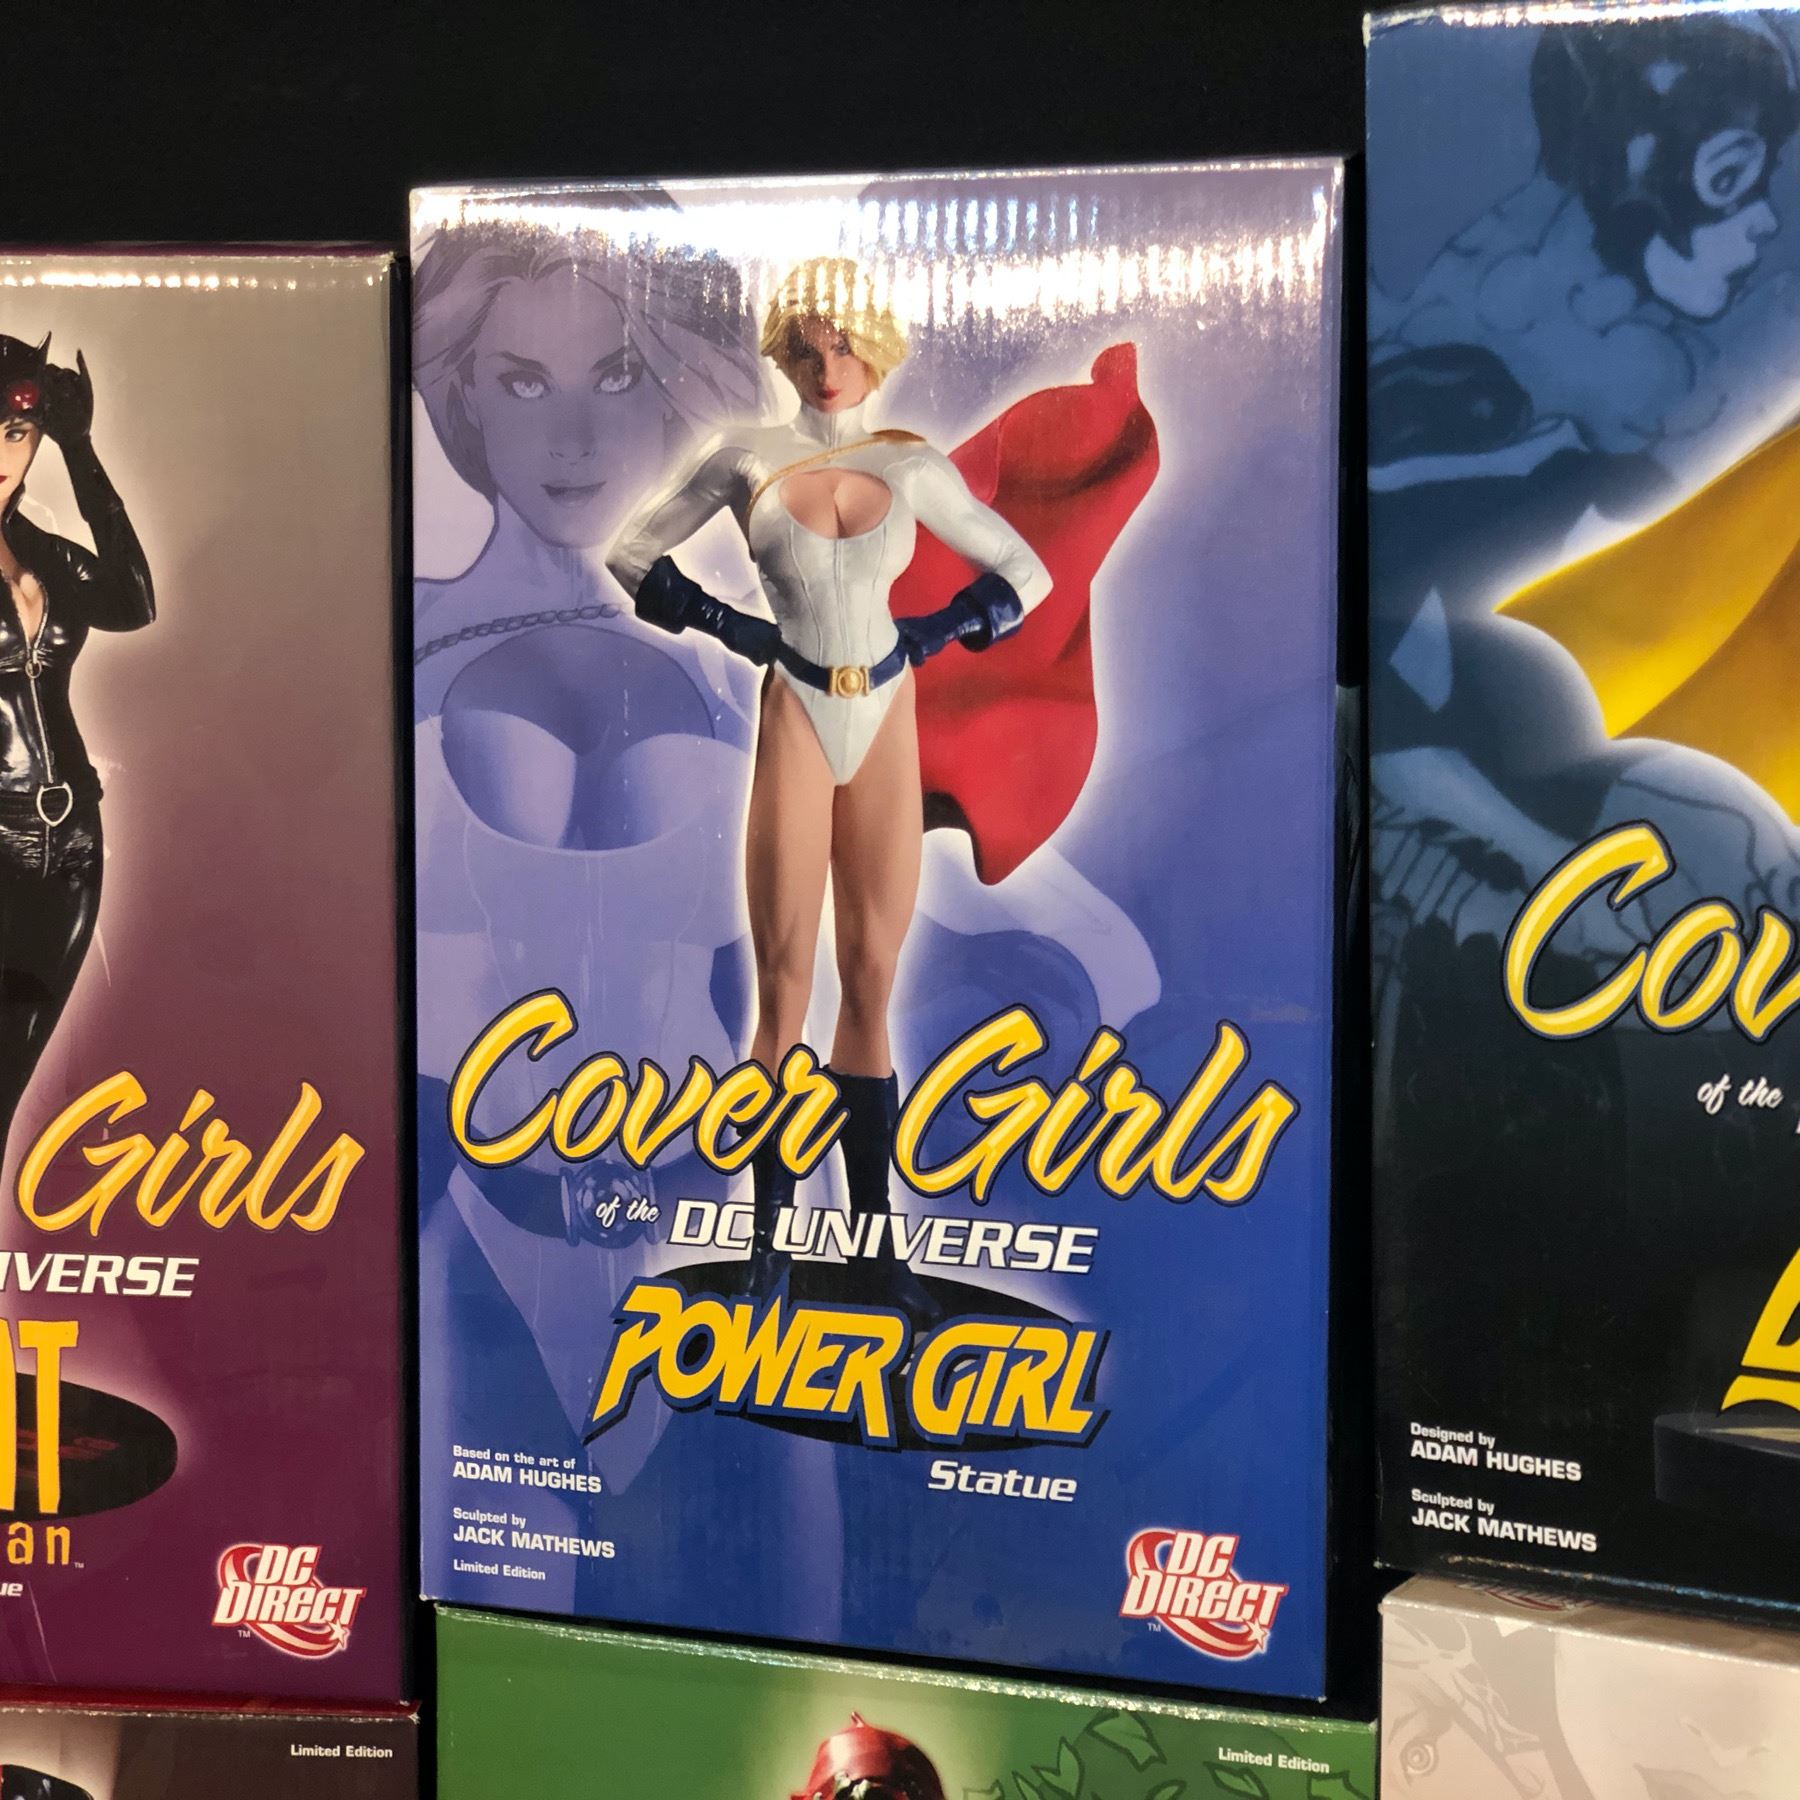 Girls
IVERSE
an
Limited Edition
DC
DIRECT
TM
Cover Girls
of the DC UNIVERSE
POWER GIRL
Statue
Based on the art of
ADAM HUGHES
Sculpted by
JACK MATHEWS
Limited Edition
DC
DIRECT
TM
Limited Edition
Cov
of the
Designed by
ADAM HUGHES
Sculpted by
JACK MATHEWS